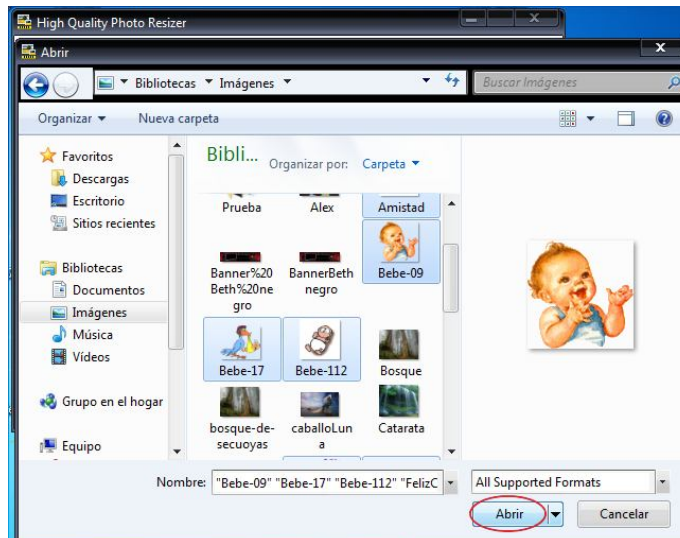 High Quality Photo Resizer
Abrir
Bibliotecas Imágenes
Buscar Imágenes
Organizar
Nueva carpeta
Favoritos
Descargas
Escritorio
Sitios recientes
Bibliotecas
Documentos
Imágenes
Música
Vídeos
Grupo en el hogar
Equipo
Bibli...
Organizar por: Carpeta
Prueba
Alex
Amistad
Banner%20
Beth%20ne
gro
BannerBeth
negro
Bebe-09
Bebe-17
Bebe-112
Bosque
bosque-de-
secuoyas
caballoLun
a
Catarata
Nombre: "Bebe-09" "Bebe-17" "Bebe-112" "FelizC
All Supported Formats
Abrir
Cancelar